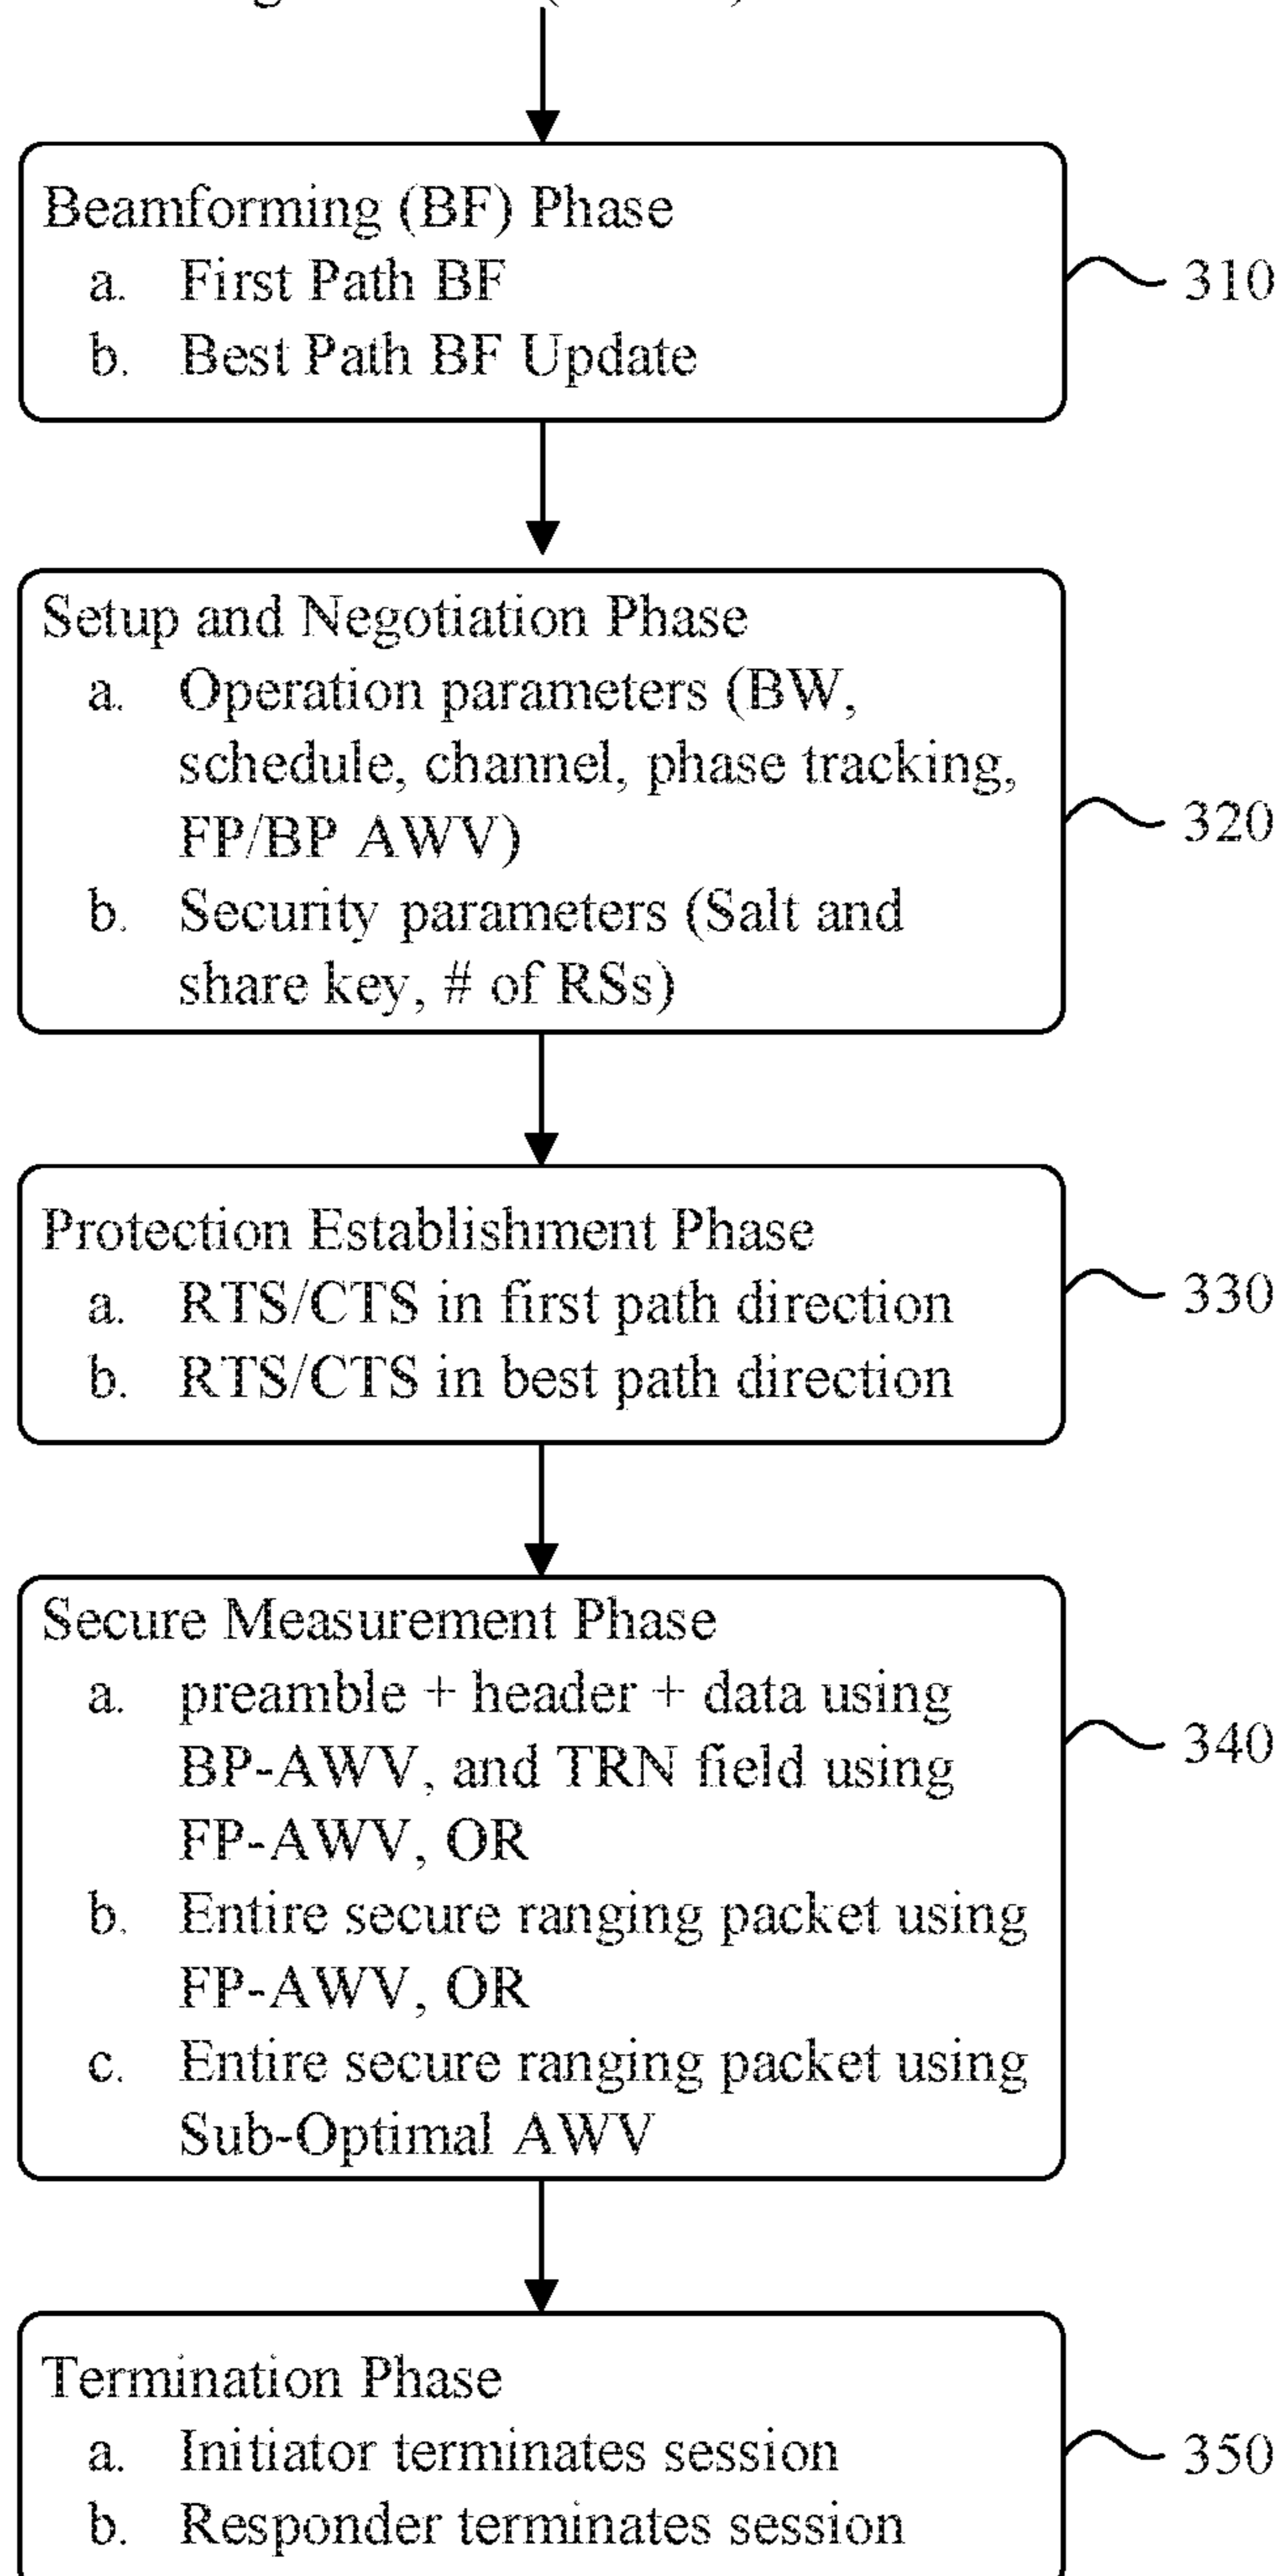 Beamforming (BF) Phase
a. First Path BF
b. Best Path BF Update
310
Setup and Negotiation Phase
a. Operation parameters (BW,
schedule, channel, phase tracking,
FP/BP AWV)
b. Security parameters (Salt and
share key, # of RSs)
320
Protection Establishment Phase
a. RTS/CTS in first path direction
b. RTS/CTS in best path direction
330
Secure Measurement Phase
a. preamble + header + data using
BP-AWV, and TRN field using
FP-AWV, OR
b. Entire secure ranging packet using
FP-AWV, OR
c. Entire secure ranging packet using
Sub-Optimal AWV
340
Termination Phase
a. Initiator terminates session
b. Responder terminates session
350